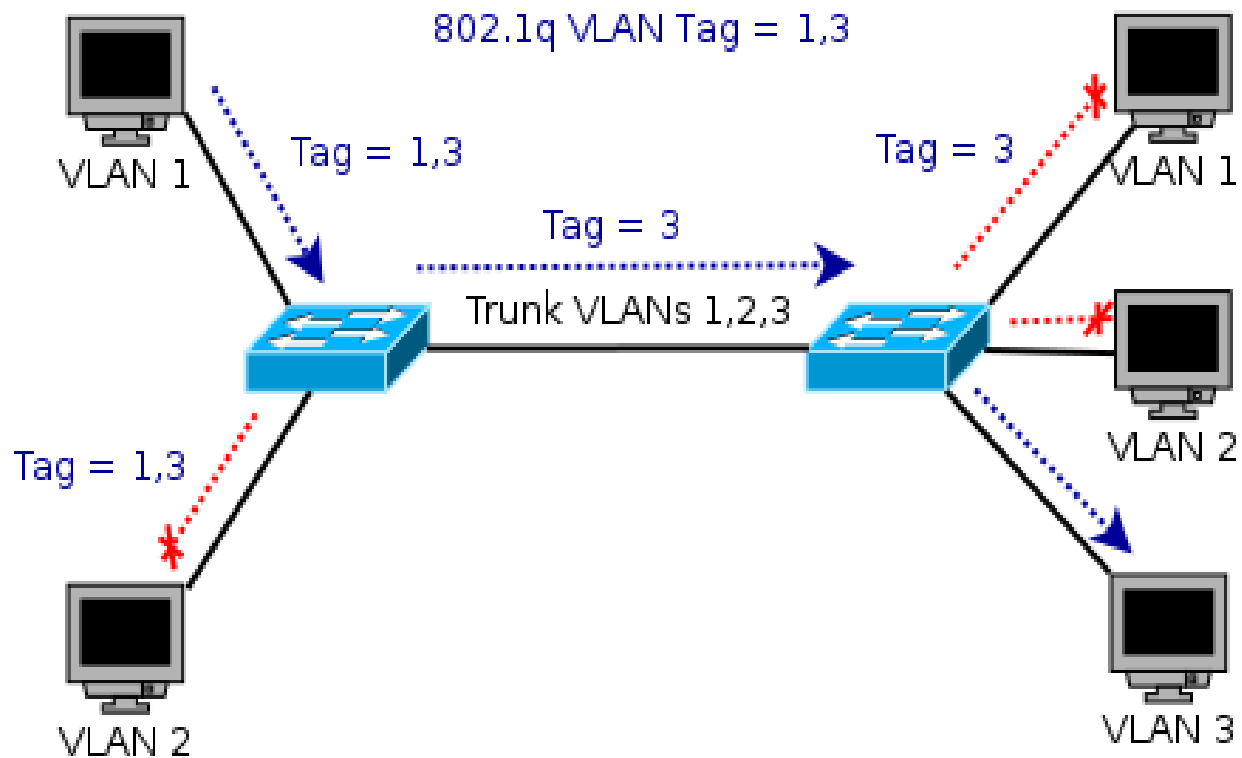 802.1q VLAN Tag = 1,3
VLAN 1
Tag = 1,3
Tag = 3
VLAN 1
Tag = 3
Trunk VLANs 1,2,3
Tag = 1,3
VLAN 2
VLAN 2
VLAN 3